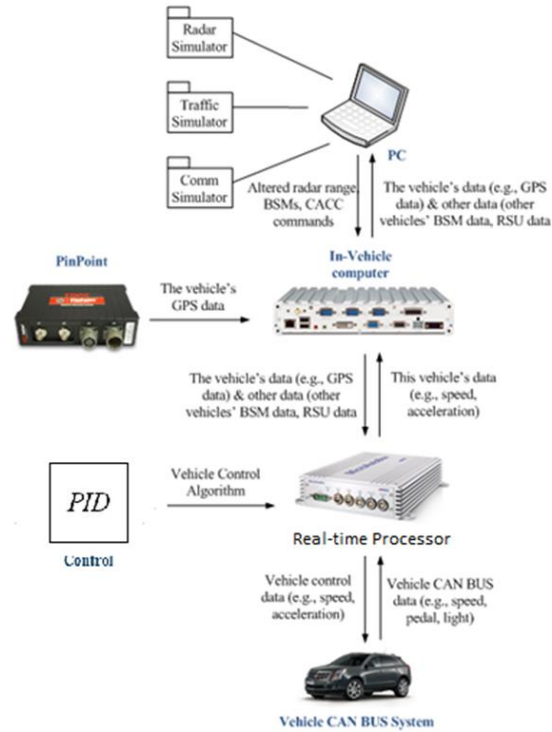 Radar
Simulator
Traffic
Simulator
Comm
Simulator
PC
Altered radar range,
BSMs, CACC
commands
The vehicle's data (e.g., GPS
data) & other data (other
vehicles' BSM data, RSU data
PinPoint
In-Vehicle
computer
The vehicle's
GPS data
The vehicle's data (e.g., GPS
data) & other data (other
vehicles' BSM data, RSU data
This vehicle's data
(e.g., speed,
acceleration)
PID
Control
Vehicle Control
Algorithm
Real-time Processor
Vehicle control
data (e.g., speed,
acceleration)
Vehicle CAN BUS
data (e.g., speed,
pedal, light)
Vehicle CAN BUS System